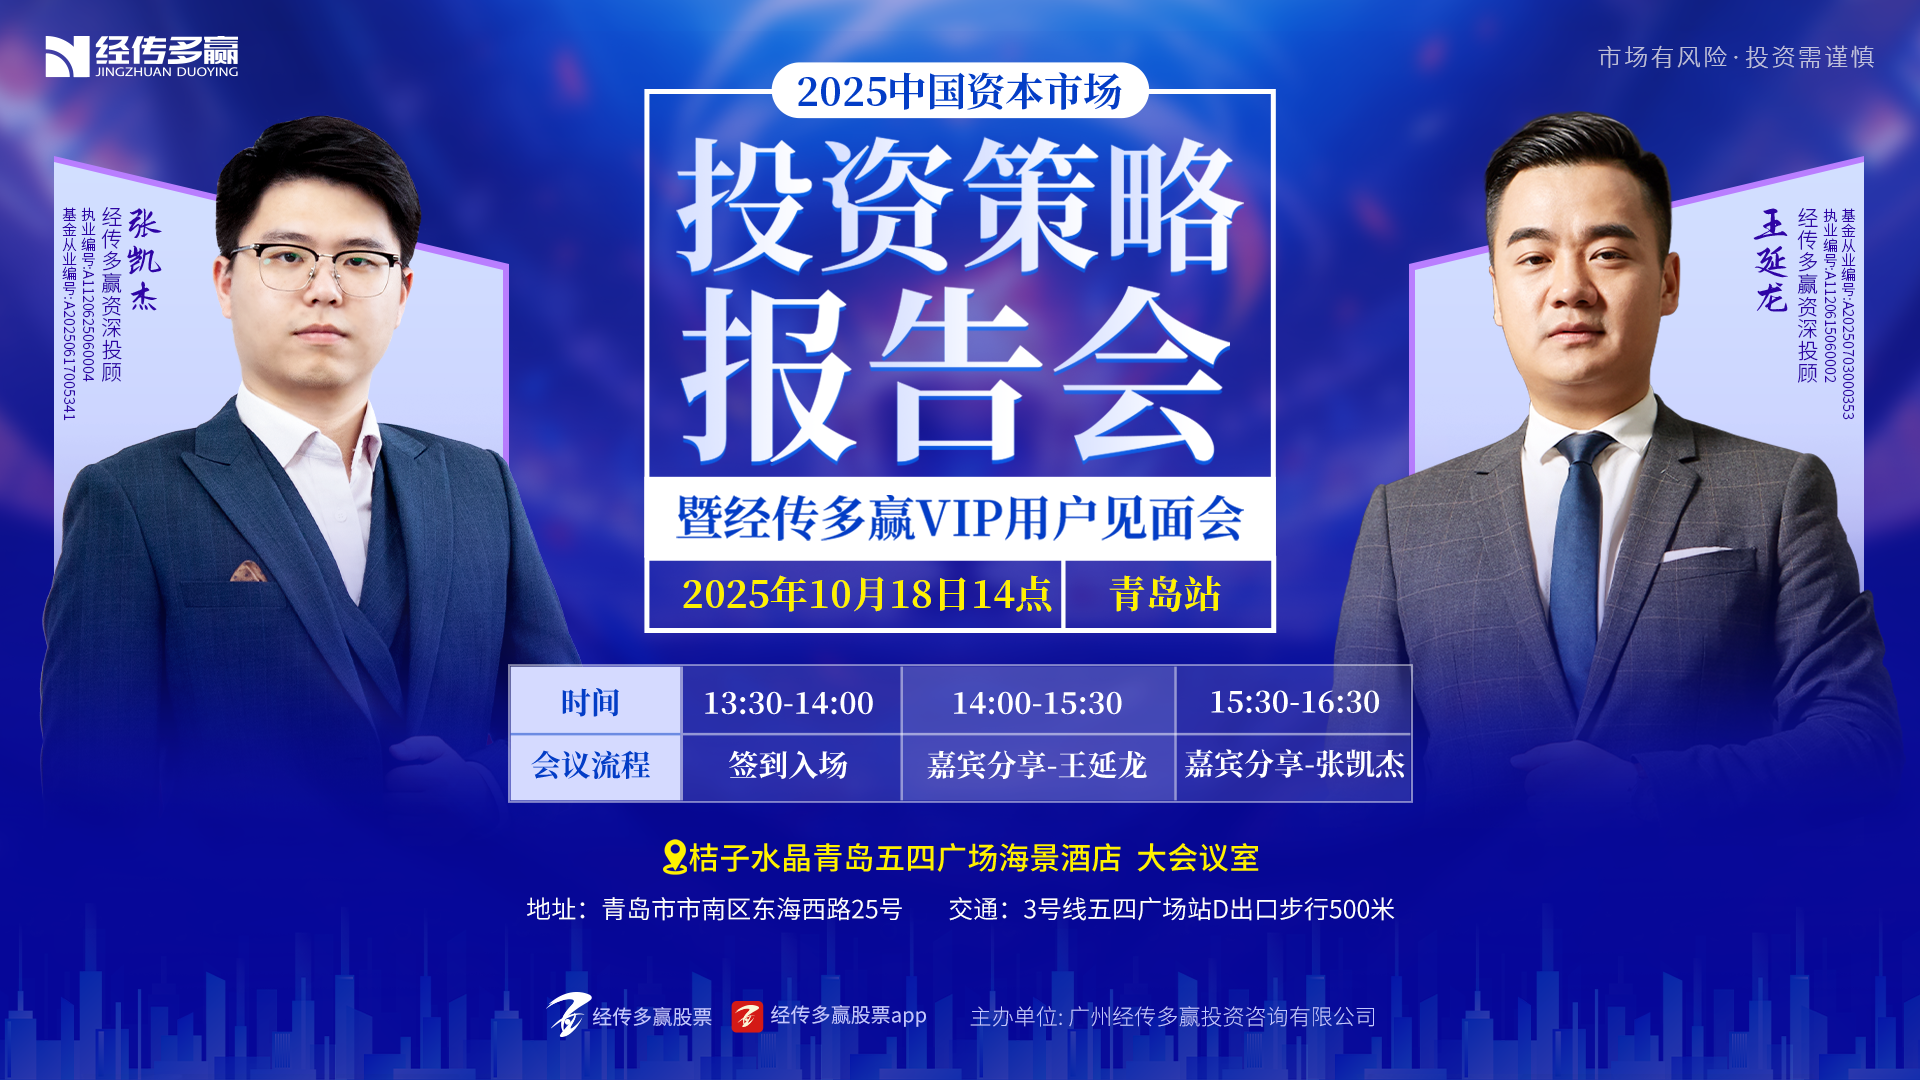 经传多赢
JINGZHUAN DUOYING
市场有风险·投资需谨慎
2025中国资本市场
投资策略
报告会
暨经传多赢VIP用户见面会
2025年10月18日14点
青岛站
张凯杰
经传多赢资深投顾
执业编号:A1120625060004
基金从业编号:A20250617005341
王延龙
经传多赢资深投顾
执业编号:A1120615060002
基金从业编号:A20250703000353
时间
13:30-14:00
14:00-15:30
15:30-16:30
会议流程
签到入场
嘉宾分享-王延龙
嘉宾分享-张凯杰
桔子水晶青岛五四广场海景酒店 大会议室
地址：青岛市市南区东海西路25号
交通：3号线五四广场站D出口步行500米
经传多赢股票
经传多赢股票app
主办单位: 广州经传多赢投资咨询有限公司